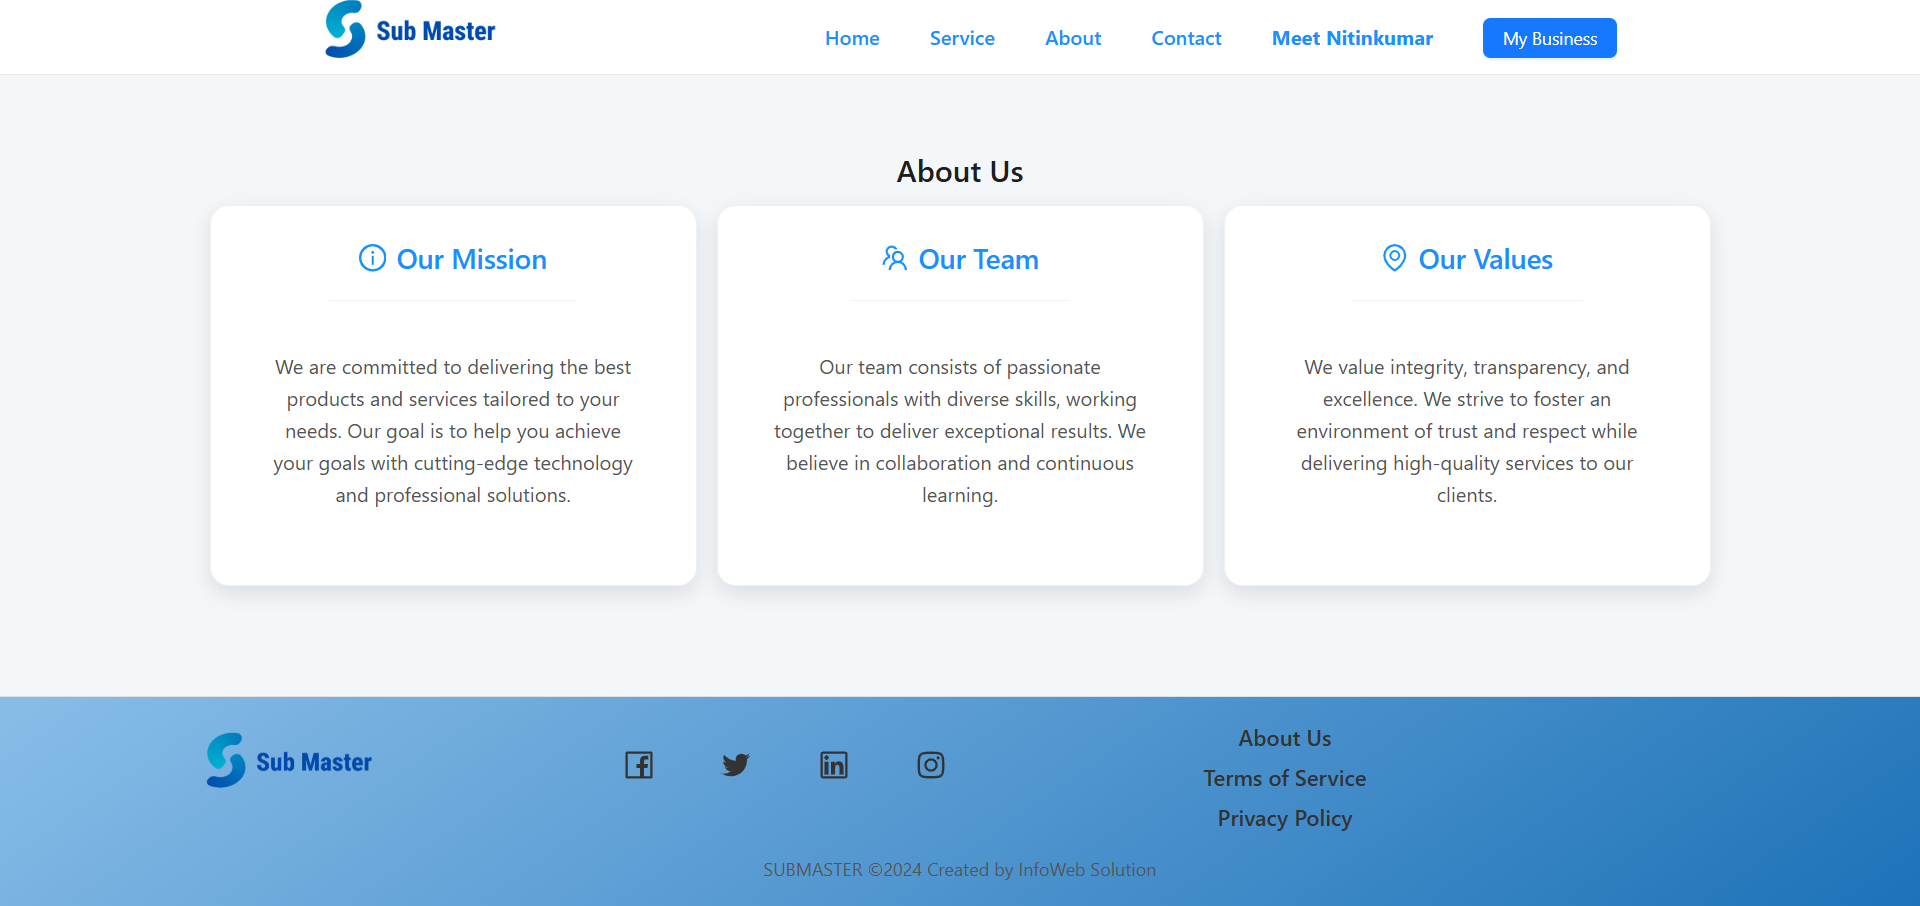 Sub Master
Home Service About Contact Meet Nitinkumar My Business
About Us
Our Mission
We are committed to delivering the best
products and services tailored to your
needs. Our goal is to help you achieve
your goals with cutting-edge technology
and professional solutions.
Our Team
Our team consists of passionate
professionals with diverse skills, working
together to deliver exceptional results. We
believe in collaboration and continuous
learning.
Our Values
We value integrity, transparency, and
excellence. We strive to foster an
environment of trust and respect while
delivering high-quality services to our
clients.
Sub Master
About Us
Terms of Service
Privacy Policy
SUBMASTER ©2024 Created by InfoWeb Solution